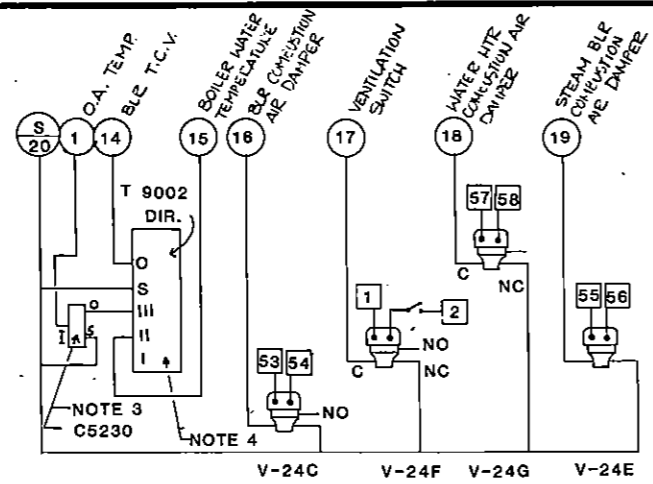 O.A. TEMP.
BLR T.C.V.
BOILER WATER
TEMPERATURE
BLR COMBUSTION
AIR DAMPER
VENTILATION
SWITCH
WATER HTR
COMBUSTION AIR
DAMPER
STEAM BLR
COMBUSTION
AIR DAMPER
S
20
1
14
15
16
17
18
19
T 9002
DIR.
O
S
III
II
I
O
I
A
S
NOTE 3
C5230
NOTE 4
53
54
NO
1
2
NO
C
NC
57
58
C
NC
55
56
V-24C
V-24F
V-24G
V-24E